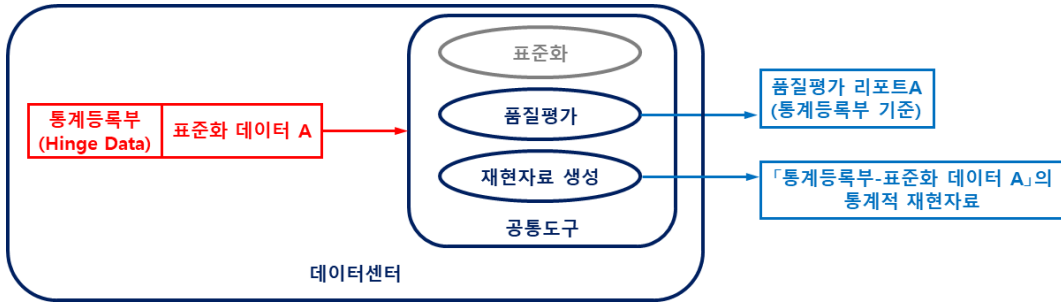 표준화
통계등록부
(Hinge Data)
표준화 데이터 A
품질평가
품질평가 리포트A
(통계등록부 기준)
재현자료 생성
「통계등록부-표준화 데이터 A」의
통계적 재현자료
공통도구
데이터센터